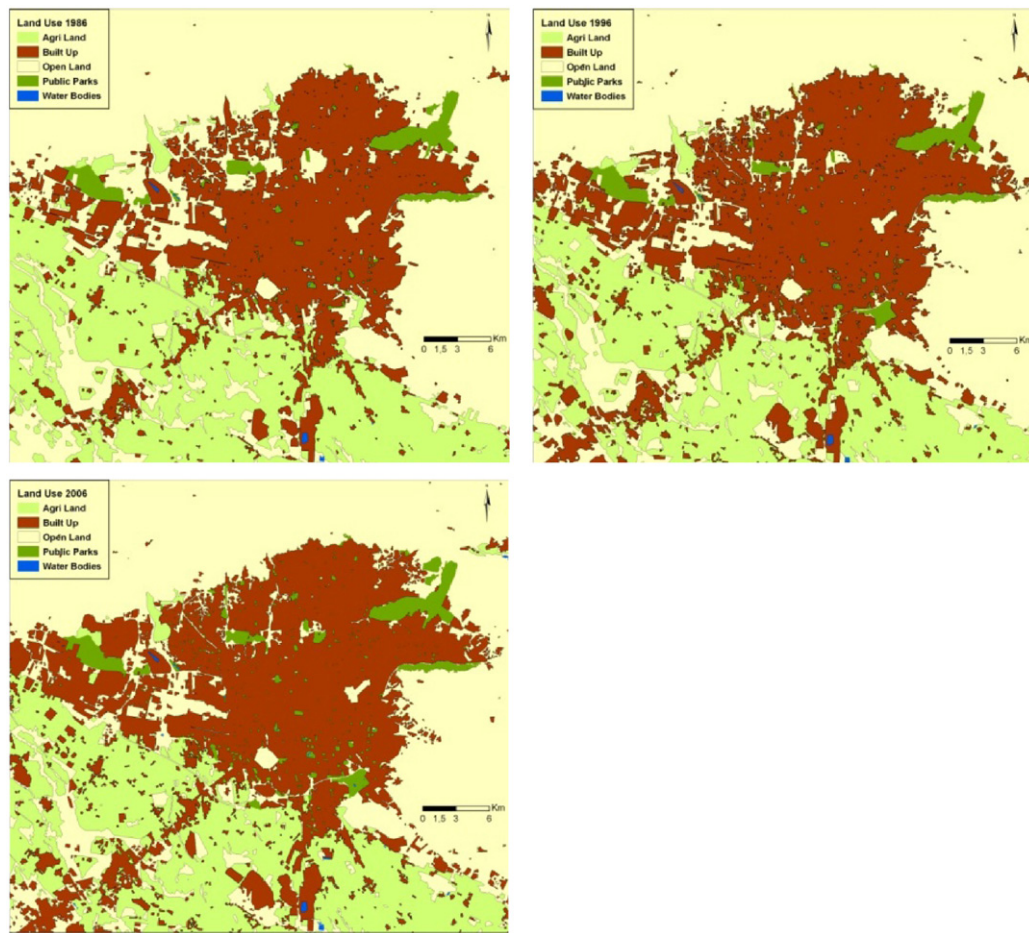 Land Use 1986
Agri Land
Built Up
Open Land
Public Parks
Water Bodies
N
Km
0 1.5 3 6
Land Use 1996
Agri Land
Built Up
Open Land
Public Parks
Water Bodies
N
Km
0 1.5 3 6
Land Use 2006
Agri Land
Built Up
Open Land
Public Parks
Water Bodies
N
Km
0 1.5 3 6